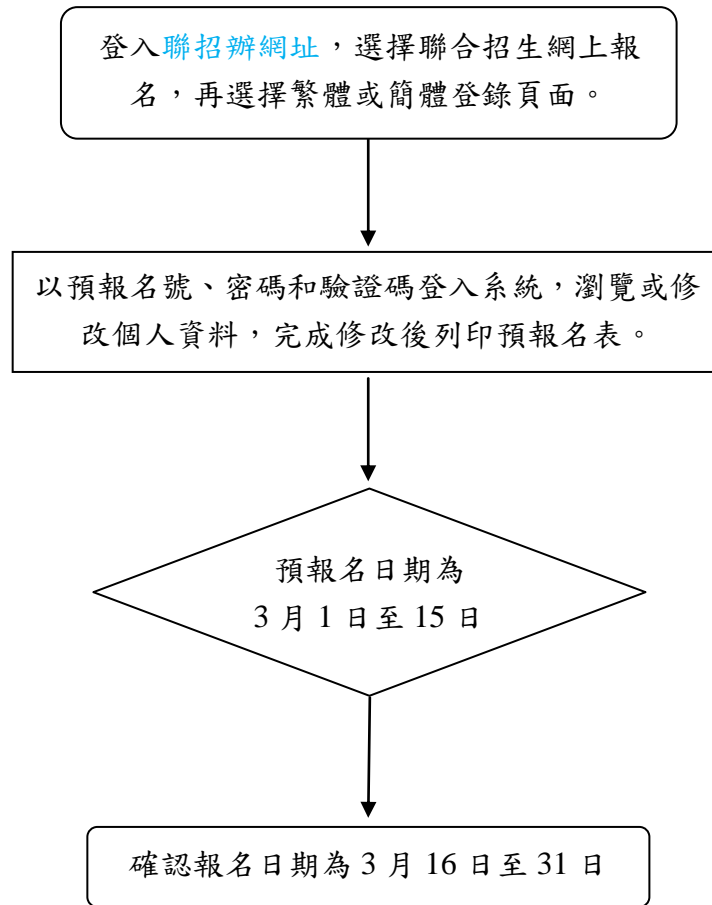 登入聯招辦網址，選擇聯合招生網上報
名，再選擇繁體或簡體登錄頁面。
以預報名號、密碼和驗證碼登入系統，瀏覽或修
改個人資料，完成修改後列印預報名表。
預報名日期為
3 月 1 日至 15 日
確認報名日期為 3 月 16 日至 31 日